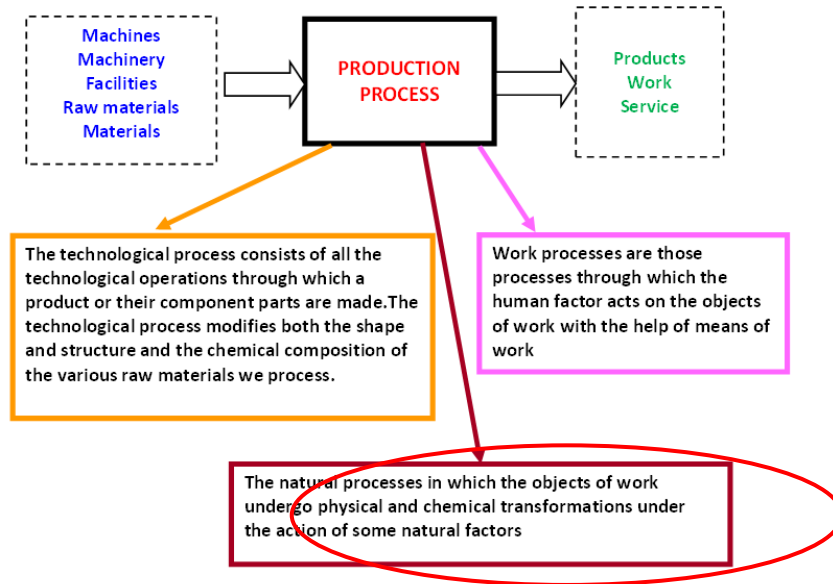 Machines
Machinery
Facilities
Raw materials
Materials
PRODUCTION
PROCESS
Products
Work
Service
The technological process consists of all the
technological operations through which a
product or their component parts are made.The
technological process modifies both the shape
and structure and the chemical composition of
the various raw materials we process.
Work processes are those
processes through which the
human factor acts on the objects
of work with the help of means of
work
The natural processes in which the objects of work
undergo physical and chemical transformations under
the action of some natural factors